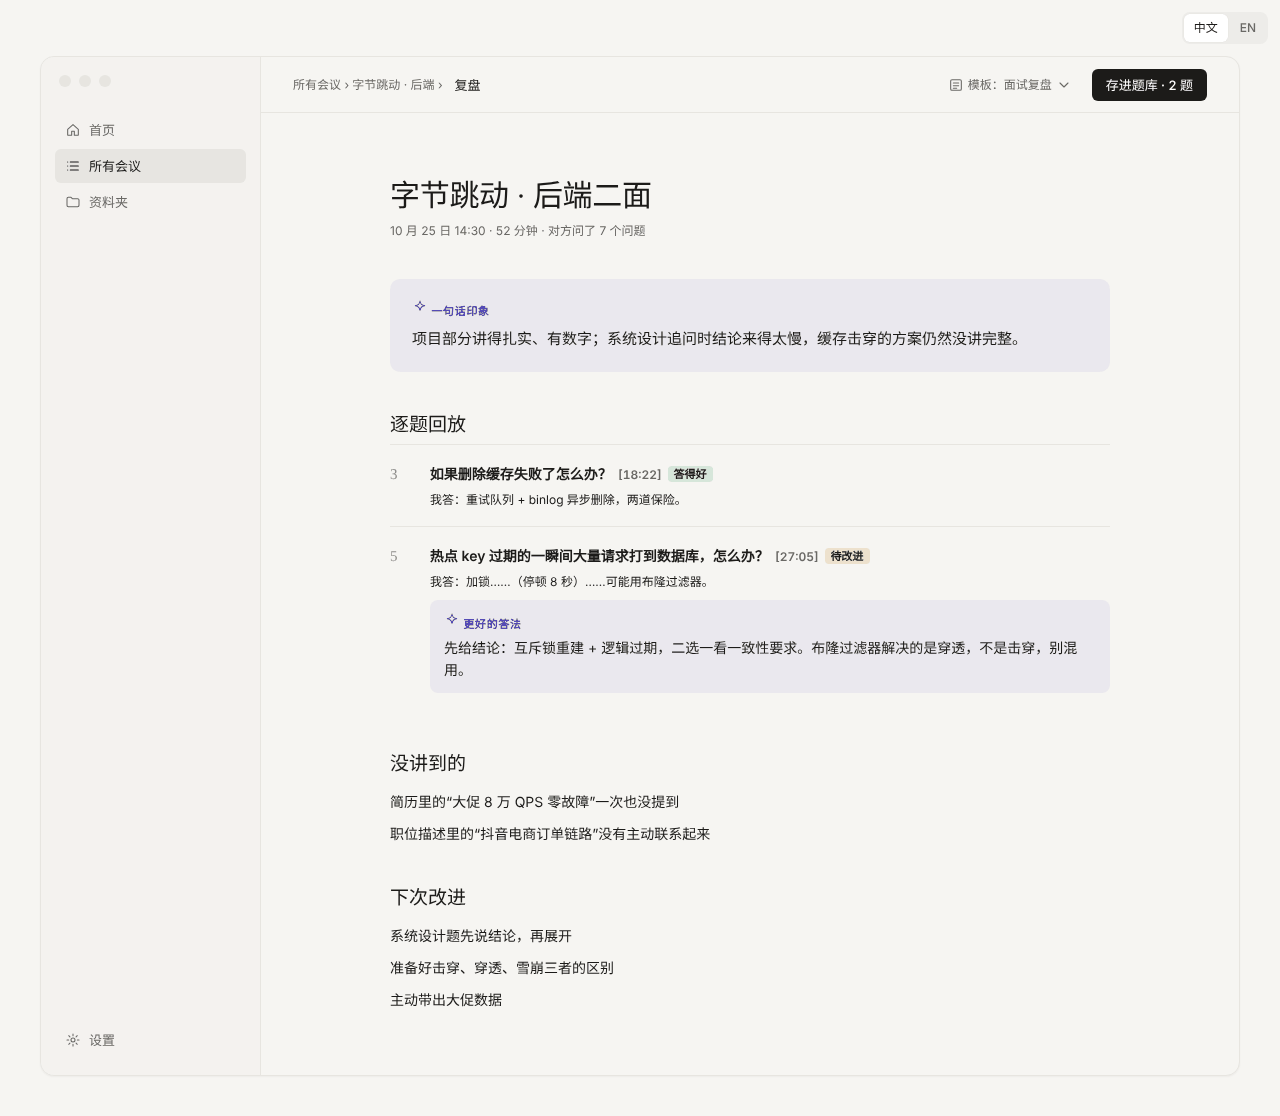 中文 EN
首页
所有会议
资料夹
设置
所有会议 › 字节跳动 · 后端 › 复盘
模板：面试复盘
存进题库 · 2 题
字节跳动 · 后端二面
10 月 25 日 14:30 · 52 分钟 · 对方问了 7 个问题
一句话印象
项目部分讲得扎实、有数字；系统设计追问时结论来得太慢，缓存击穿的方案仍然没讲完整。
逐题回放
3 如果删除缓存失败了怎么办？ [18:22] 答得好
我答：重试队列 + binlog 异步删除，两道保险。
5 热点 key 过期的一瞬间大量请求打到数据库，怎么办？ [27:05] 待改进
我答：加锁……（停顿 8 秒）……可能用布隆过滤器。
更好的答法
先给结论：互斥锁重建 + 逻辑过期，二选一看一致性要求。布隆过滤器解决的是穿透，不是击穿，别混
用。
没讲到的
简历里的“大促 8 万 QPS 零故障”一次也没提到
职位描述里的“抖音电商订单链路”没有主动联系起来
下次改进
系统设计题先说结论，再展开
准备好击穿、穿透、雪崩三者的区别
主动带出大促数据